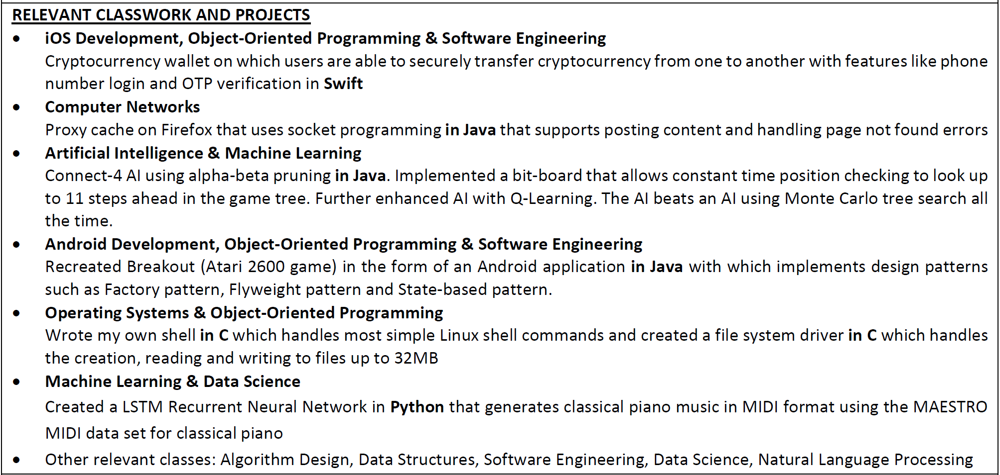 RELEVANT CLASSWORK AND PROJECTS
• iOS Development, Object-Oriented Programming & Software Engineering
Cryptocurrency wallet on which users are able to securely transfer cryptocurrency from one to another with features like phone
number login and OTP verification in Swift
• Computer Networks
Proxy cache on Firefox that uses socket programming in Java that supports posting content and handling page not found errors
• Artificial Intelligence & Machine Learning
Connect-4 AI using alpha-beta pruning in Java. Implemented a bit-board that allows constant time position checking to look up
to 11 steps ahead in the game tree. Further enhanced AI with Q-Learning. The AI beats an AI using Monte Carlo tree search all
the time.
• Android Development, Object-Oriented Programming & Software Engineering
Recreated Breakout (Atari 2600 game) in the form of an Android application in Java with which implements design patterns
such as Factory pattern, Flyweight pattern and State-based pattern.
• Operating Systems & Object-Oriented Programming
Wrote my own shell in C which handles most simple Linux shell commands and created a file system driver in C which handles
the creation, reading and writing to files up to 32MB
• Machine Learning & Data Science
Created a LSTM Recurrent Neural Network in Python that generates classical piano music in MIDI format using the MAESTRO
MIDI data set for classical piano
• Other relevant classes: Algorithm Design, Data Structures, Software Engineering, Data Science, Natural Language Processing